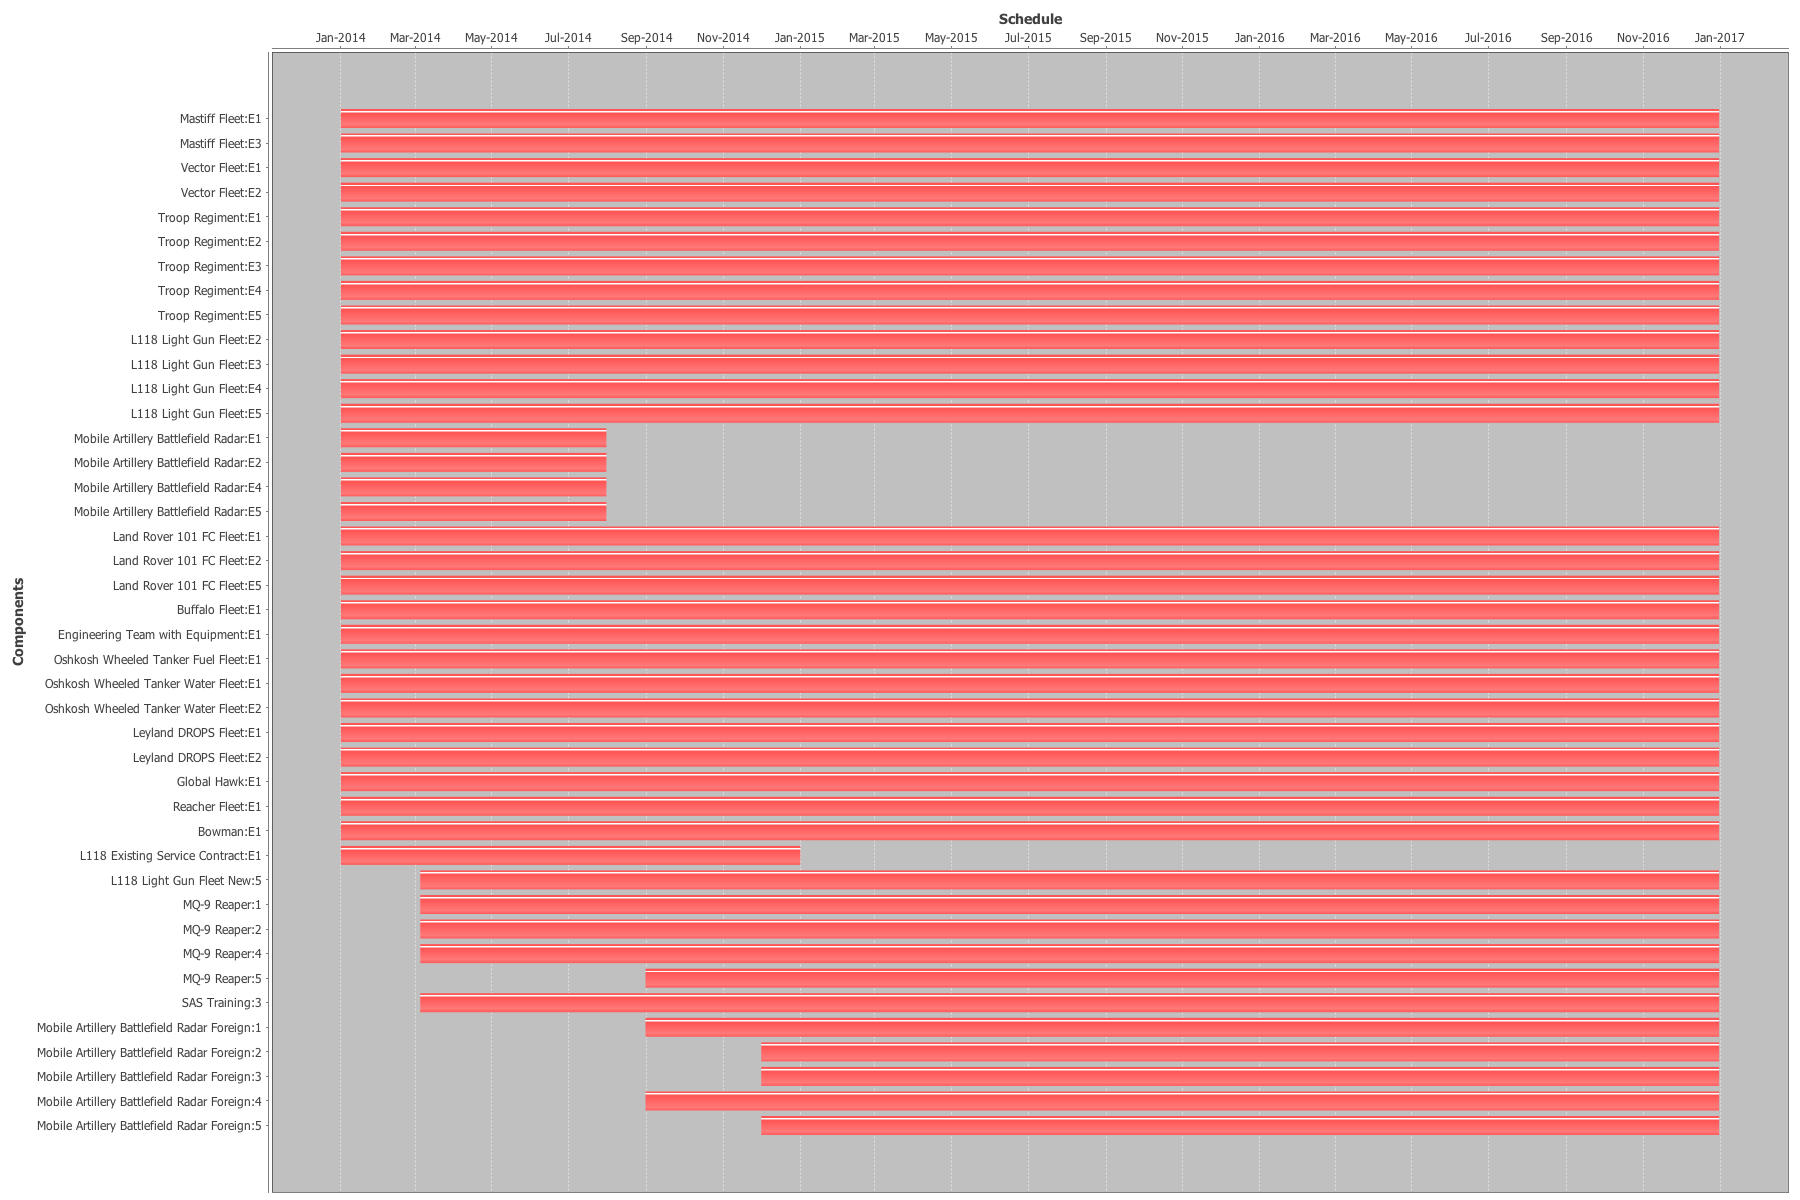 Schedule
Jan-2014 Mar-2014 May-2014 Jul-2014 Sep-2014 Nov-2014 Jan-2015 Mar-2015 May-2015 Jul-2015 Sep-2015 Nov-2015 Jan-2016 Mar-2016 May-2016 Jul-2016 Sep-2016 Nov-2016 Jan-2017
Mastiff Fleet:E1
Mastiff Fleet:E3
Vector Fleet:E1
Vector Fleet:E2
Troop Regiment:E1
Troop Regiment:E2
Troop Regiment:E3
Troop Regiment:E4
Troop Regiment:E5
L118 Light Gun Fleet:E2
L118 Light Gun Fleet:E3
L118 Light Gun Fleet:E4
L118 Light Gun Fleet:E5
Mobile Artillery Battlefield Radar:E1
Mobile Artillery Battlefield Radar:E2
Mobile Artillery Battlefield Radar:E4
Mobile Artillery Battlefield Radar:E5
Land Rover 101 FC Fleet:E1
Land Rover 101 FC Fleet:E2
Land Rover 101 FC Fleet:E5
Buffalo Fleet:E1
Engineering Team with Equipment:E1
Oshkosh Wheeled Tanker Fuel Fleet:E1
Oshkosh Wheeled Tanker Water Fleet:E1
Oshkosh Wheeled Tanker Water Fleet:E2
Leyland DROPS Fleet:E1
Leyland DROPS Fleet:E2
Global Hawk:E1
Reacher Fleet:E1
Bowman:E1
L118 Existing Service Contract:E1
L118 Light Gun Fleet New:5
MQ-9 Reaper:1
MQ-9 Reaper:2
MQ-9 Reaper:4
MQ-9 Reaper:5
SAS Training:3
Mobile Artillery Battlefield Radar Foreign:1
Mobile Artillery Battlefield Radar Foreign:2
Mobile Artillery Battlefield Radar Foreign:3
Mobile Artillery Battlefield Radar Foreign:4
Mobile Artillery Battlefield Radar Foreign:5
Components